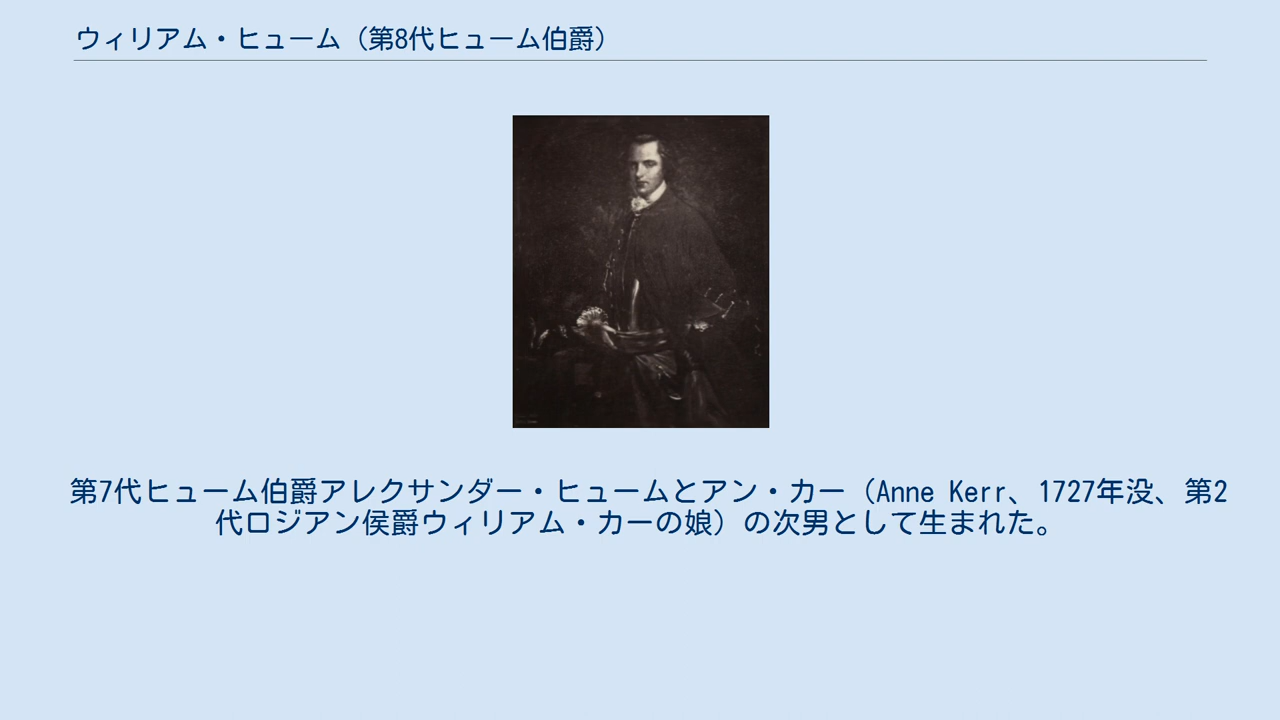 ウィリアム・ヒューム（第8代ヒューム伯爵）
第7代ヒューム伯爵アレクサンダー・ヒュームとアン・カー（Anne Kerr、1727年没、第2
代ロジアン侯爵ウィリアム・カーの娘）の次男として生まれた。